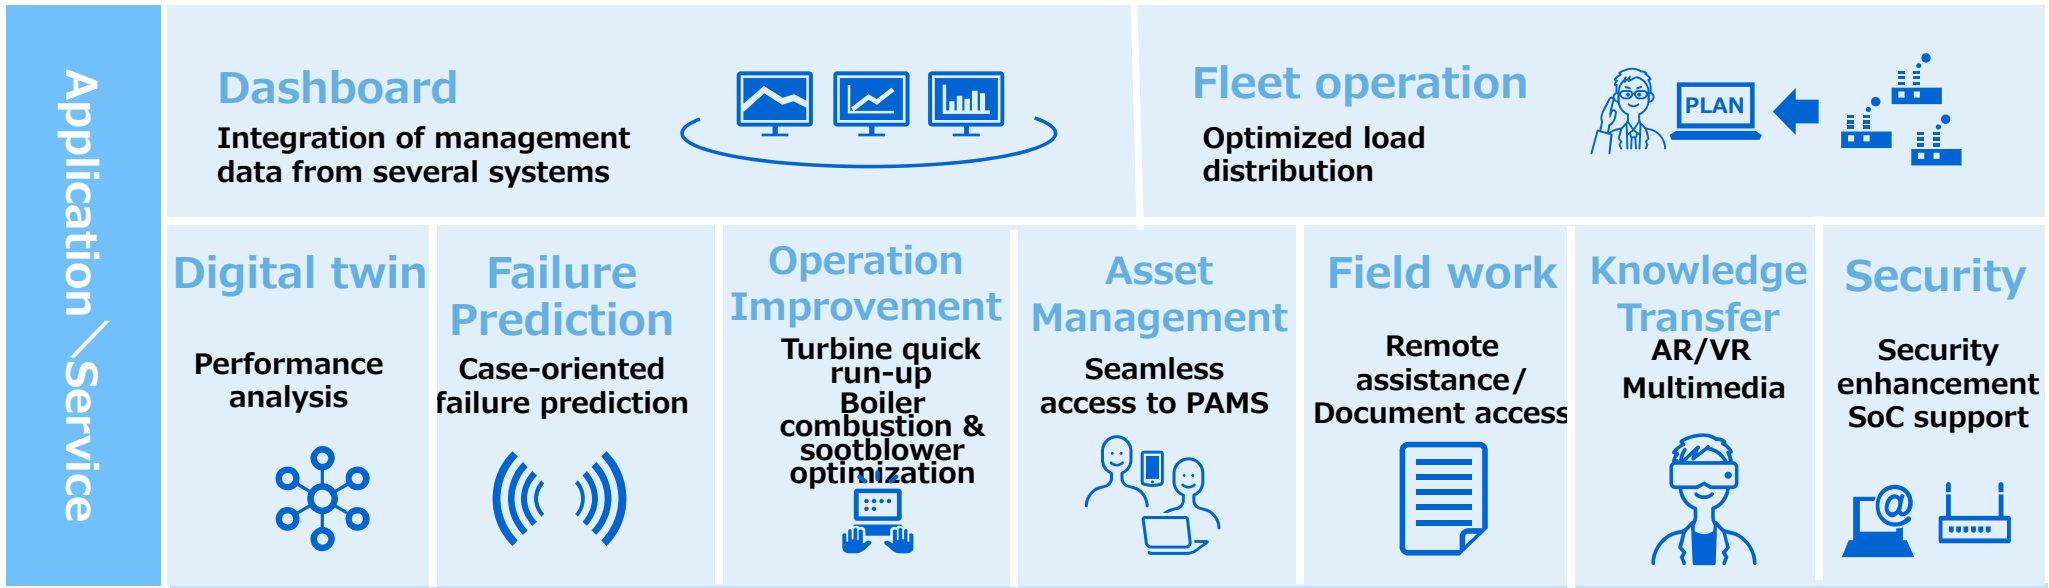 Application／Service
Dashboard
Integration of management
data from several systems
Fleet operation
Optimized load
distribution
PLAN
Digital twin
Performance
analysis
Failure
Prediction
Case-oriented
failure prediction
Operation
Improvement
Turbine quick
run-up
Boiler
combustion &
sootblower
optimization
Asset
Management
Seamless
access to PAMS
Field work
Remote
assistance/
Document access
Knowledge
Transfer
AR/VR
Multimedia
Security
Security
enhancement
SoC support
@